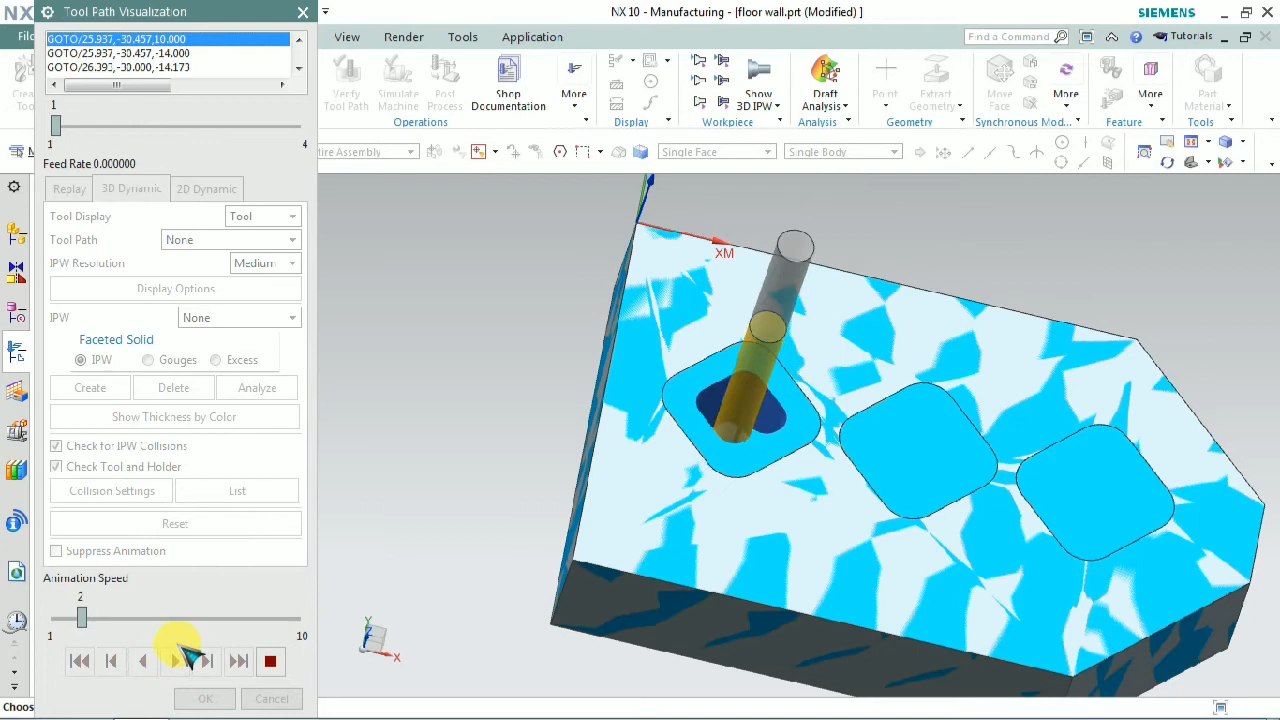 NX
Tool Path Visualization
NX 10 - Manufacturing - [floor wall.prt (Modified) ]
SIEMENS
View Render Tools Application
Find a Command
Tutorials
GOTO/25.937,-30.457,10.000
GOTO/25.937,-30.457,-14.000
GOTO/26.393,-30.000,-14.173
1
1 4
Feed Rate 0.000000
Replay 3D Dynamic 2D Dynamic
Tool Display Tool
Tool Path None
IPW Resolution Medium
Display Options
IPW None
Faceted Solid
IPW Gouges Excess
Create Delete Analyze
Show Thickness by Color
Check for IPW Collisions
Check Tool and Holder
Collision Settings List
Reset
Suppress Animation
Animation Speed
2
1 10
OK Cancel
Verify Tool Path
Simulate Machine
Post Process
Shop Documentation
More
Operations
Display
Show 3D IPW
Workpiece
Draft Analysis
Analysis
Point
Extract Geometry
Geometry
Move Face
More
Synchronous Mod...
Replace Feature
More
Feature
Part Material
Tools
ire Assembly
Single Face
Single Body
XM
Y
X
Choos